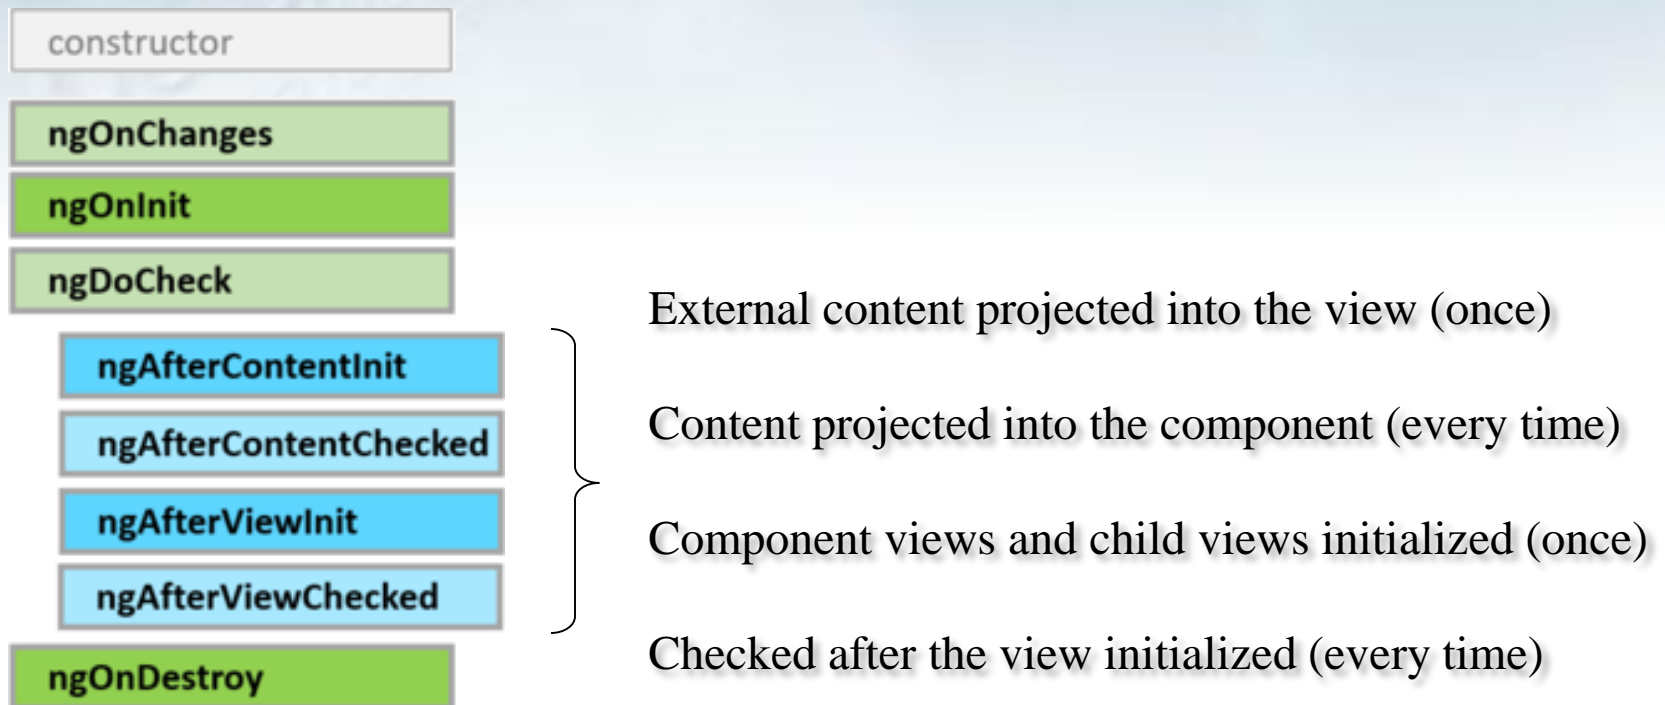 constructor
ngOnChanges
ngOnInit
ngDoCheck
ngAfterContentInit
ngAfterContentChecked
ngAfterViewInit
ngAfterViewChecked
ngOnDestroy
External content projected into the view (once)
Content projected into the component (every time)
Component views and child views initialized (once)
Checked after the view initialized (every time)